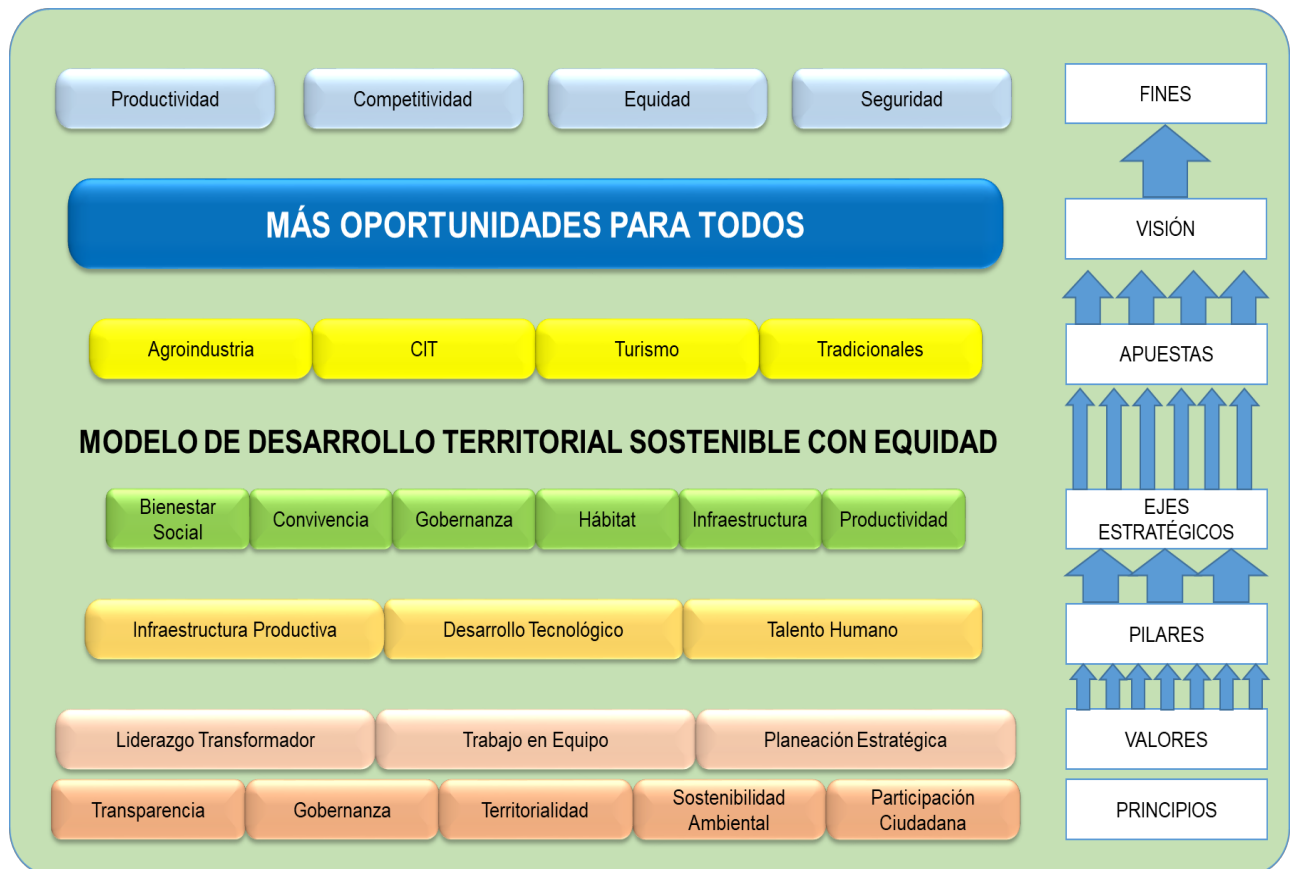 Productividad
Competitividad
Equidad
Seguridad
FINES
MÁS OPORTUNIDADES PARA TODOS
VISIÓN
Agroindustria
CIT
Turismo
Tradicionales
APUESTAS
MODELO DE DESARROLLO TERRITORIAL SOSTENIBLE CON EQUIDAD
Bienestar
Social
Convivencia
Gobernanza
Hábitat
Infraestructura
Productividad
EJES
ESTRATÉGICOS
Infraestructura Productiva
Desarrollo Tecnológico
Talento Humano
PILARES
Liderazgo Transformador
Trabajo en Equipo
Planeación Estratégica
VALORES
Transparencia
Gobernanza
Territorialidad
Sostenibilidad
Ambiental
Participación
Ciudadana
PRINCIPIOS